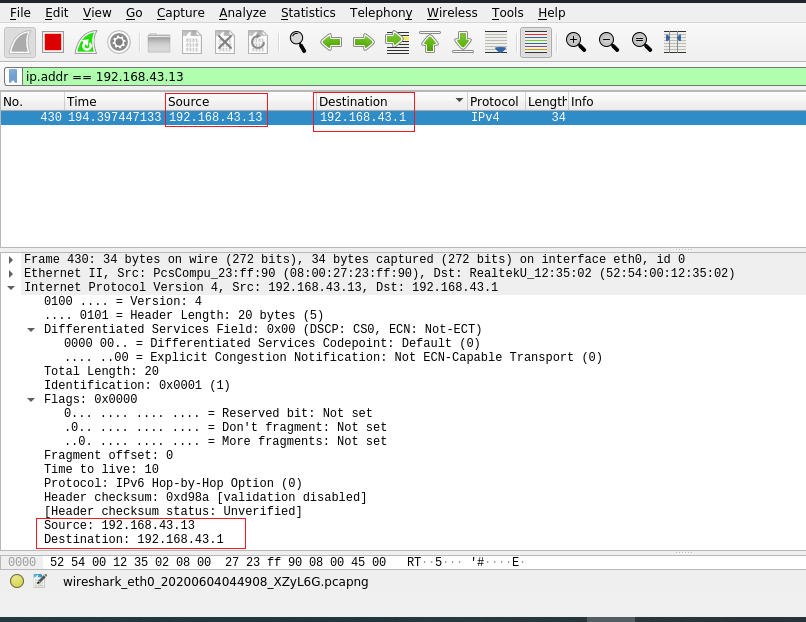 File Edit View Go Capture Analyze Statistics Telephony Wireless Tools Help
ip.addr == 192.168.43.13
No. Time Source Destination Protocol Length Info
430 194.397447133 192.168.43.13 192.168.43.1 IPv4 34
Frame 430: 34 bytes on wire (272 bits), 34 bytes captured (272 bits) on interface eth0, id 0
Ethernet II, Src: PcsCompu_23:ff:90 (08:00:27:23:ff:90), Dst: RealtekU_12:35:02 (52:54:00:12:35:02)
Internet Protocol Version 4, Src: 192.168.43.13, Dst: 192.168.43.1
0100 .... = Version: 4
.... 0101 = Header Length: 20 bytes (5)
Differentiated Services Field: 0x00 (DSCP: CS0, ECN: Not-ECT)
0000 00.. = Differentiated Services Codepoint: Default (0)
.... ..00 = Explicit Congestion Notification: Not ECN-Capable Transport (0)
Total Length: 20
Identification: 0x0001 (1)
Flags: 0x0000
0... .... .... .... = Reserved bit: Not set
.0.. .... .... .... = Don't fragment: Not set
..0. .... .... .... = More fragments: Not set
Fragment offset: 0
Time to live: 10
Protocol: IPv6 Hop-by-Hop Option (0)
Header checksum: 0xd98a [validation disabled]
[Header checksum status: Unverified]
Source: 192.168.43.13
Destination: 192.168.43.1
0000 52 54 00 12 35 02 08 00 27 23 ff 90 08 00 45 00 RT··5··· '#····E·
wireshark_eth0_20200604044908_XZyL6G.pcapng